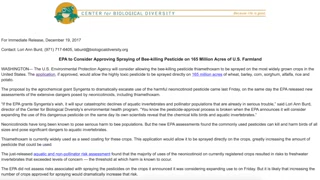 CENTER for BIOLOGICAL DIVERSITY
Because life is good.
For Immediate Release, December 19, 2017
Contact: Lori Ann Burd, (971) 717-6405, laburd@biologicaldiversity.org
EPA to Consider Approving Spraying of Bee-killing Pesticide on 165 Million Acres of U.S. Farmland
WASHINGTON— The U.S. Environmental Protection Agency will consider allowing the bee-killing pesticide thiamethoxam to be sprayed on the most widely grown crops in the
United States. The application, if approved, would allow the highly toxic pesticide to be sprayed directly on 165 million acres of wheat, barley, corn, sorghum, alfalfa, rice and
potato.
The proposal by the agrochemical giant Syngenta to dramatically escalate use of the harmful neonicotinoid pesticide came last Friday, on the same day the EPA released new
assessments of the extensive dangers posed by neonicotinoids, including thiamethoxam.
"If the EPA grants Syngenta's wish, it will spur catastrophic declines of aquatic invertebrates and pollinator populations that are already in serious trouble," said Lori Ann Burd,
director of the Center for Biological Diversity's environmental health program. "You know the pesticide-approval process is broken when the EPA announces it will consider
expanding the use of this dangerous pesticide on the same day its own scientists reveal that the chemical kills birds and aquatic invertebrates."
Neonicotinoids have long been known to pose serious harm to bee populations. But the new EPA assessments found the commonly used pesticides can kill and harm birds of all
sizes and pose significant dangers to aquatic invertebrates.
Thiamethoxam is currently widely used as a seed coating for these crops. This application would allow it to be sprayed directly on the crops, greatly increasing the amount of
pesticide that could be used.
The just-released aquatic and non-pollinator risk assessment found that the majority of uses of the neonicotinoid on currently registered crops resulted in risks to freshwater
invertebrates that exceeded levels of concern — the threshold at which harm is known to occur.
The EPA did not assess risks associated with spraying the pesticides on the crops it announced it was considering expanding use to on Friday. But it is likely that increasing the
number of crops approved for spraying would dramatically increase that risk.